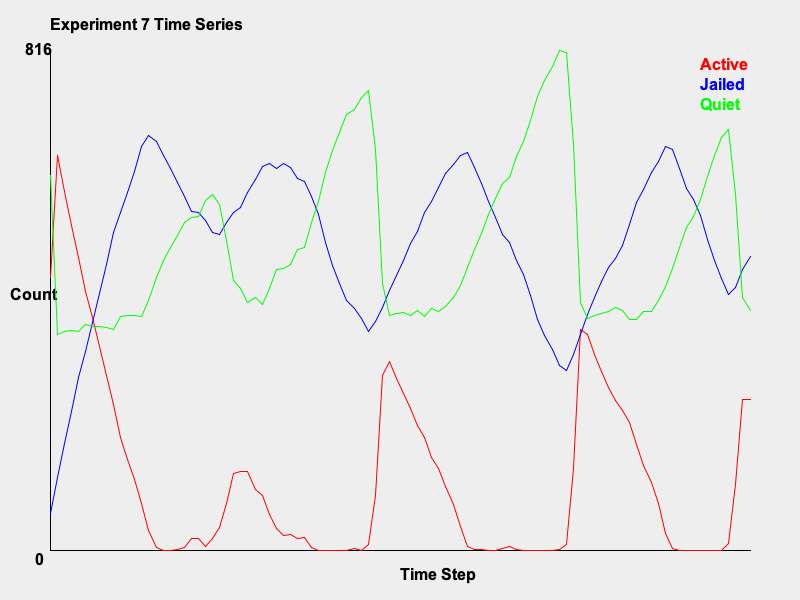 Experiment 7 Time Series
816
Active
Jailed
Quiet
Count
0
Time Step